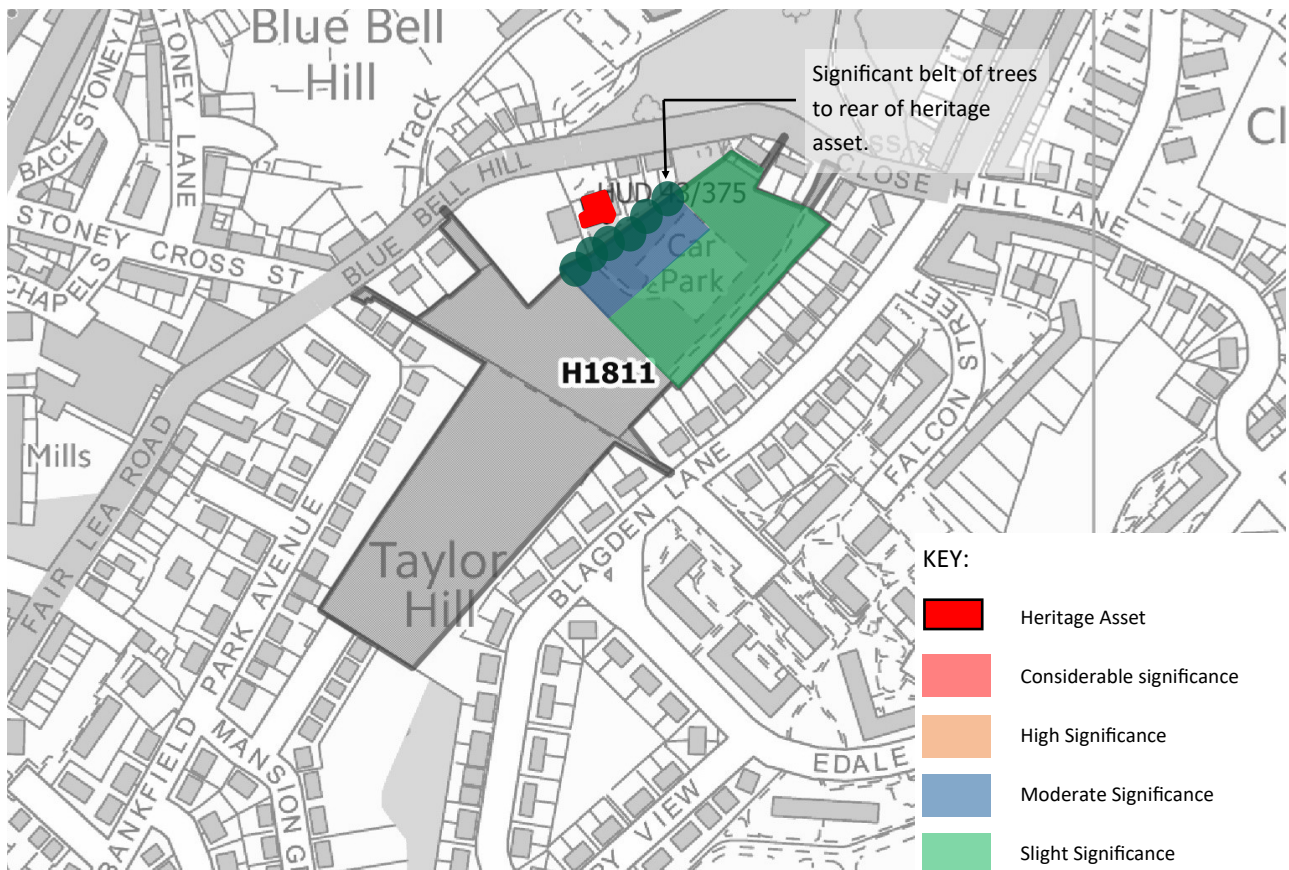 Blue Bell
Hill
BACK STONEY
STONEY
LANE
Track
Significant belt of trees
to rear of heritage
asset.
CLOSE HILL LANE
BLUE BELL HILL
HUD 43/375
STONEY CROSS ST
CHAPEL
Car
Park
H1811
FALCON STREET
FAIR LEA ROAD
Mills
BANKFIELD PARK AVENUE
Taylor
Hill
BLAGDEN LANE
MANSION
EDALE
VIEW
KEY:
Heritage Asset
Considerable significance
High Significance
Moderate Significance
Slight Significance